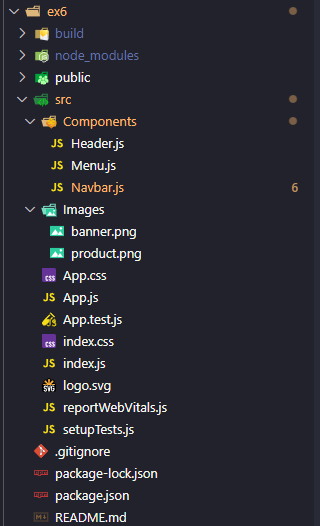 ex6
build
node_modules
public
src
Components
Header.js
Menu.js
Navbar.js 6
Images
banner.png
product.png
App.css
App.js
App.test.js
index.css
index.js
logo.svg
reportWebVitals.js
setupTests.js
.gitignore
package-lock.json
package.json
README.md